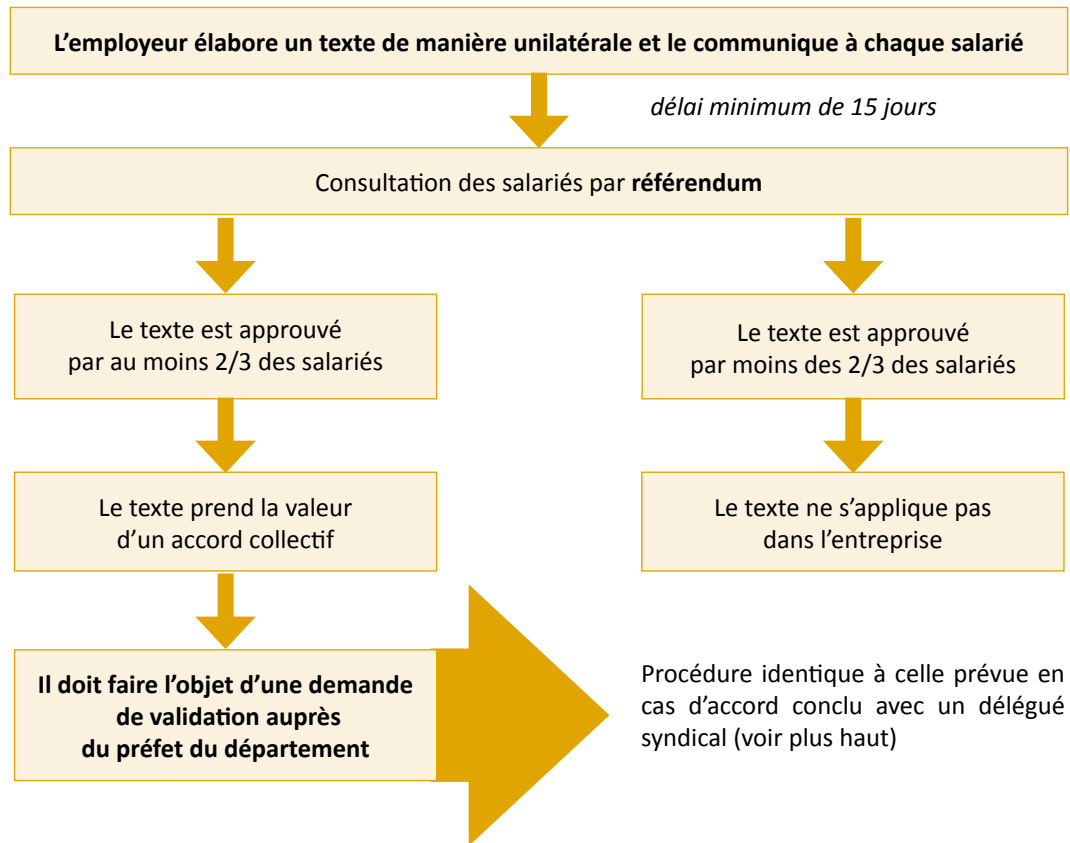 L’employeur élabore un texte de manière unilatérale et le communique à chaque salarié
délai minimum de 15 jours
Consultation des salariés par référendum
Le texte est approuvé
par au moins 2/3 des salariés
Le texte est approuvé
par moins des 2/3 des salariés
Le texte prend la valeur
d’un accord collectif
Le texte ne s’applique pas
dans l’entreprise
Il doit faire l’objet d’une demande
de validation auprès
du préfet du département
Procédure identique à celle prévue en
cas d’accord conclu avec un délégué
syndical (voir plus haut)